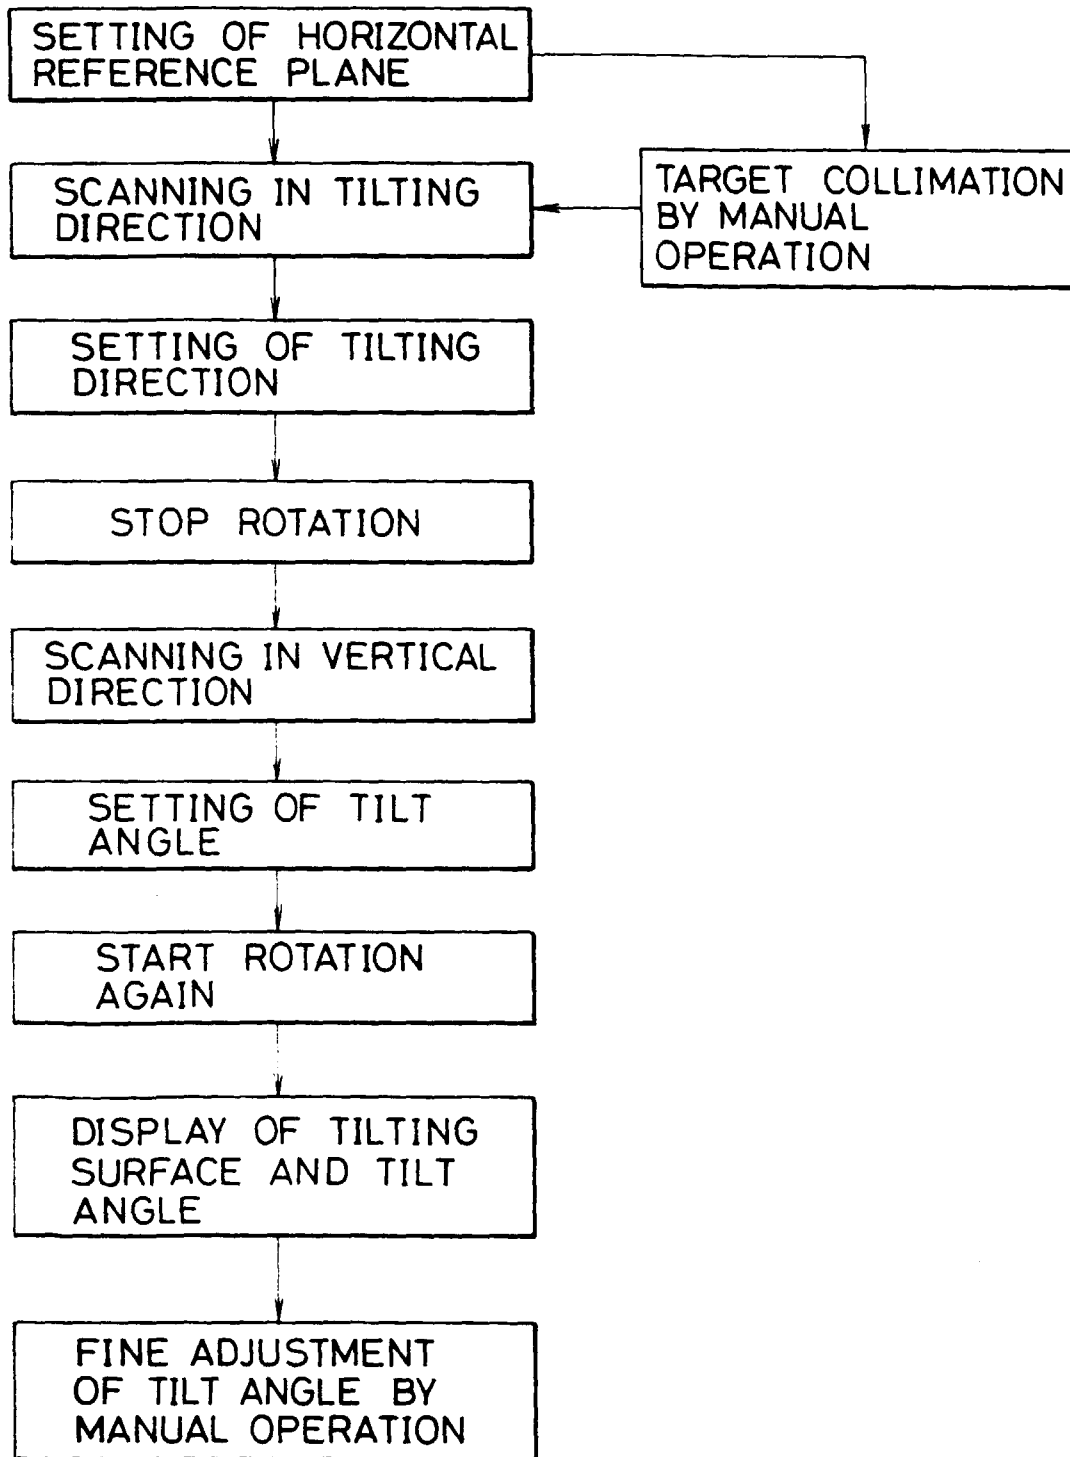 SETTING OF HORIZONTAL
REFERENCE PLANE
SCANNING IN TILTING
DIRECTION
TARGET COLLIMATION
BY MANUAL
OPERATION
SETTING OF TILTING
DIRECTION
STOP ROTATION
SCANNING IN VERTICAL
DIRECTION
SETTING OF TILT
ANGLE
START ROTATION
AGAIN
DISPLAY OF TILTING
SURFACE AND TILT
ANGLE
FINE ADJUSTMENT
OF TILT ANGLE BY
MANUAL OPERATION